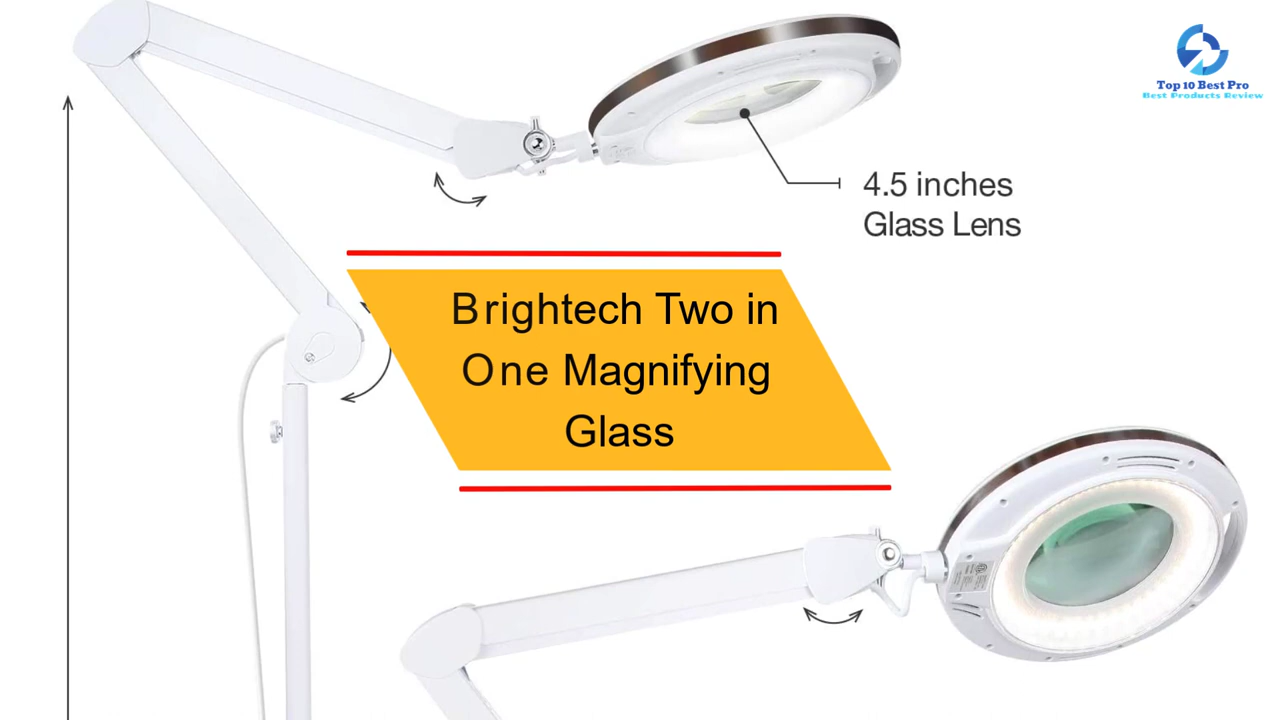 Top 10 Best Pro
Best Products Review
4.5 inches
Glass Lens
Brightech Two in
One Magnifying
Glass